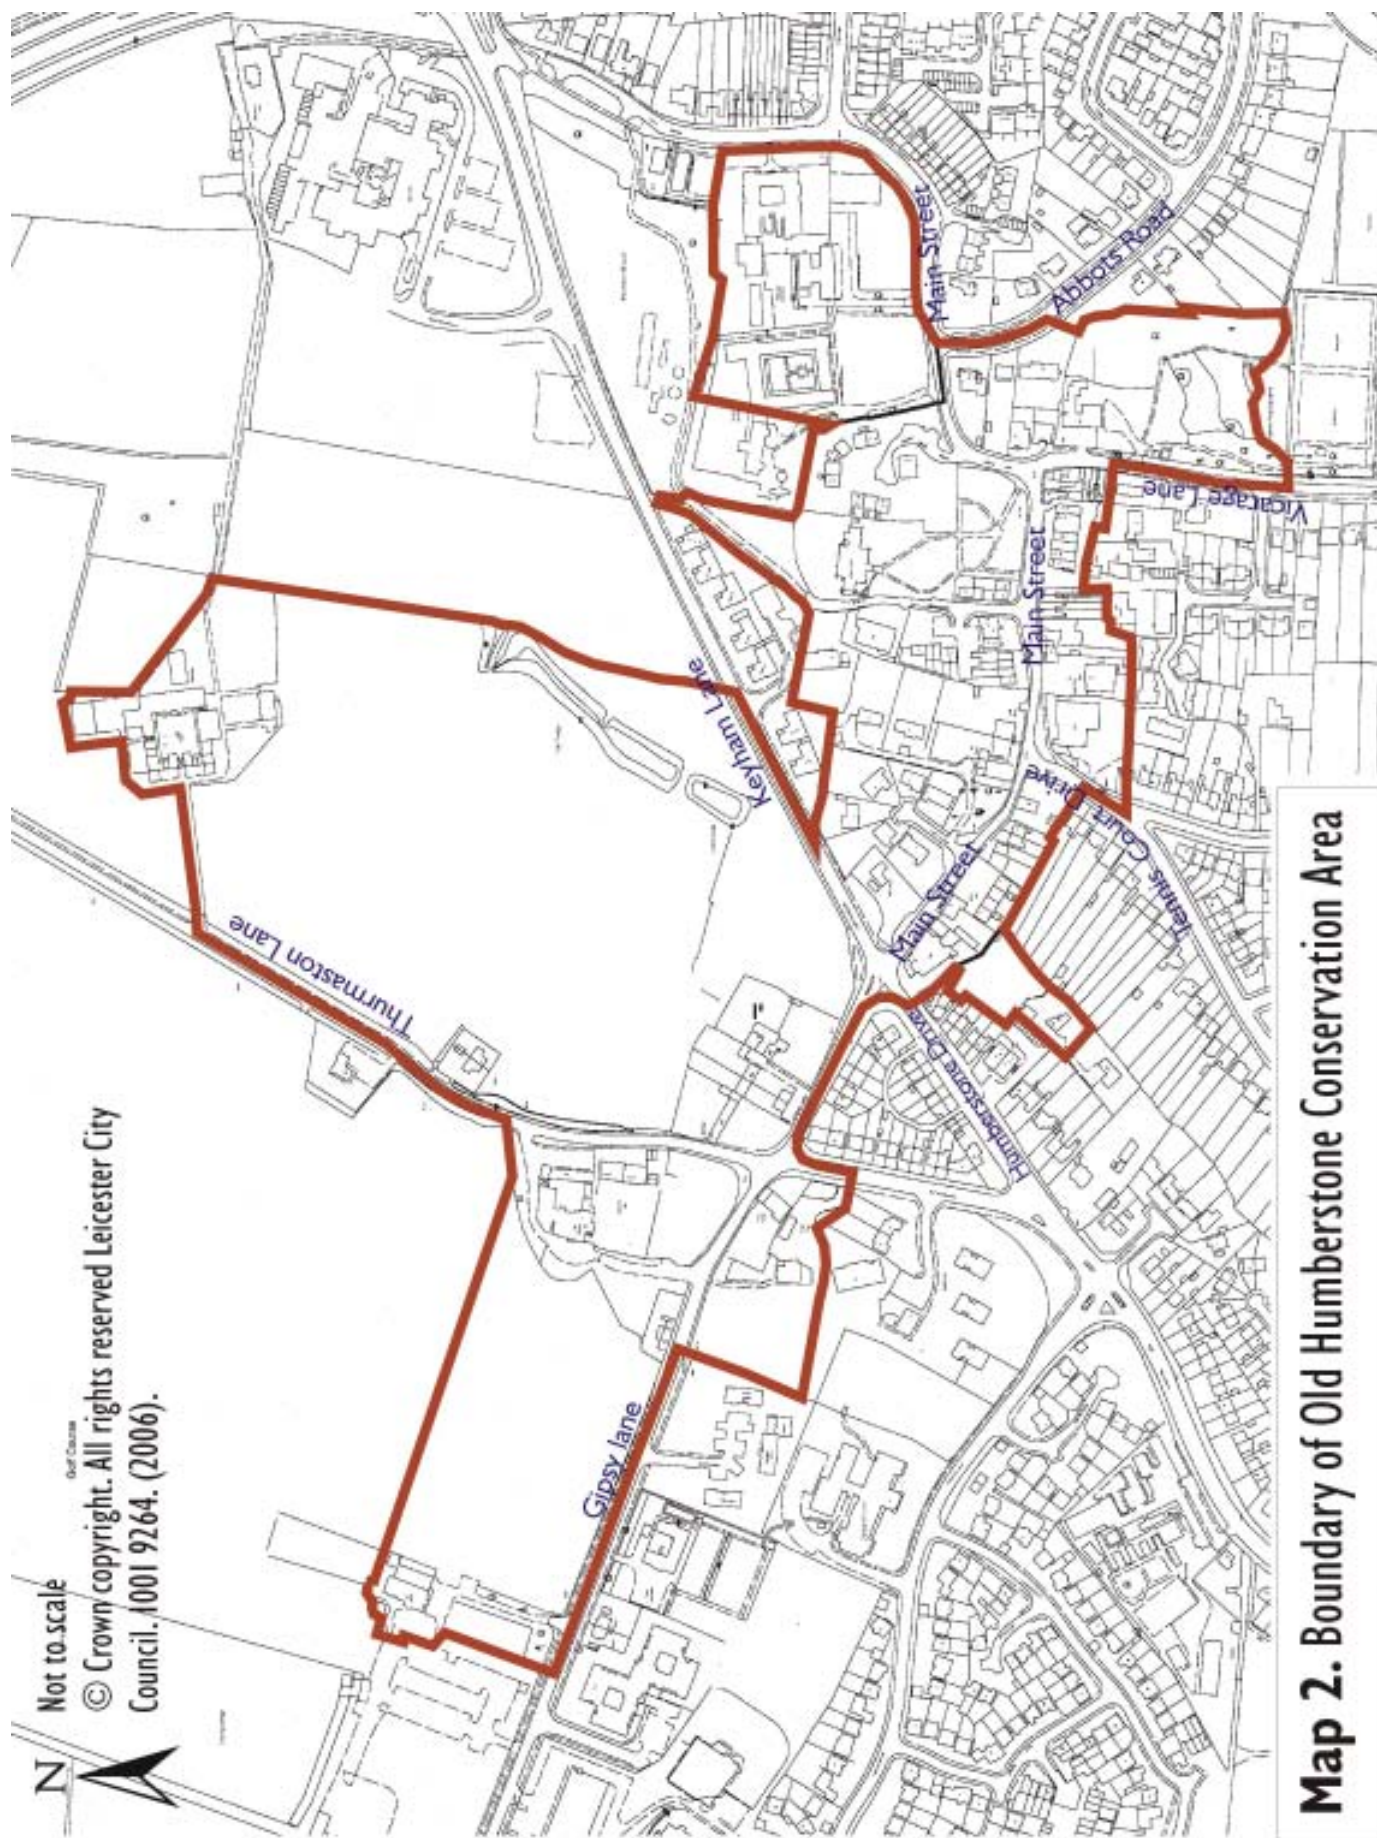 N
Not to scale
Golf Course
© Crown copyright. All rights reserved Leicester City
Council. 1001 9264. (2006).
Thurmaston Lane
Keyham Lane
Gipsy lane
Main Street
Main Street
Main Street
Abbots Road
Vicarage Lane
Tennis Court Drive
Humberstone Drive
Map 2. Boundary of Old Humberstone Conservation Area